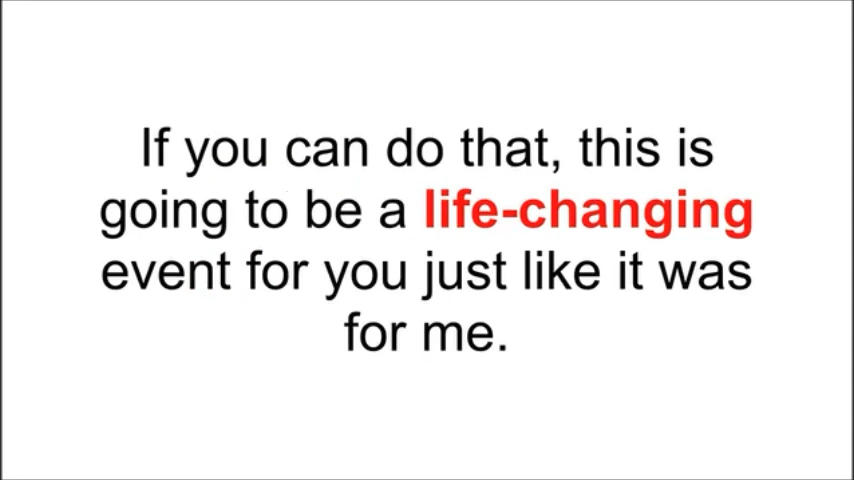 If you can do that, this is
going to be a life-changing
event for you just like it was
for me.